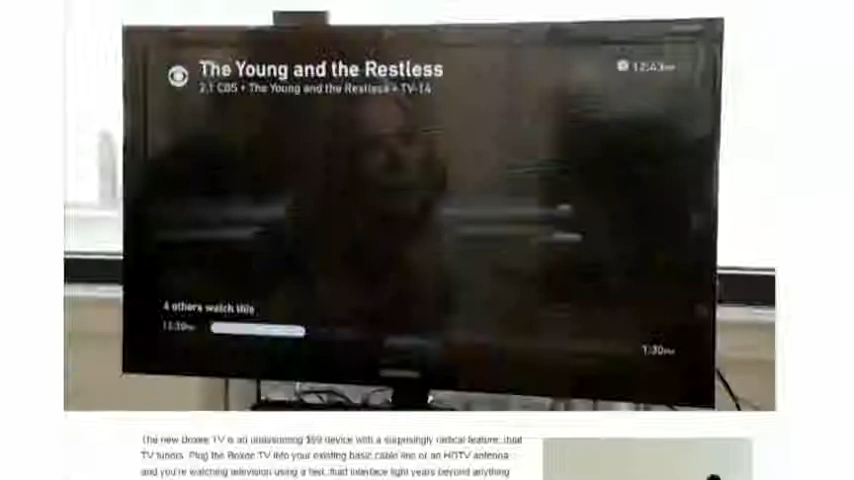 The Young and the Restless
12:43PM
2.1 CBS • The Young and the Restless • TV-14
4 others watch this
1:30PM
The new Boxee TV is an unassuming $99 device with a surprisingly radical feature: dual
TV tuners. Plug the Boxee TV into your existing basic cable line or an HDTV antenna
and you're watching television using a fast, fluid interface light years beyond anything